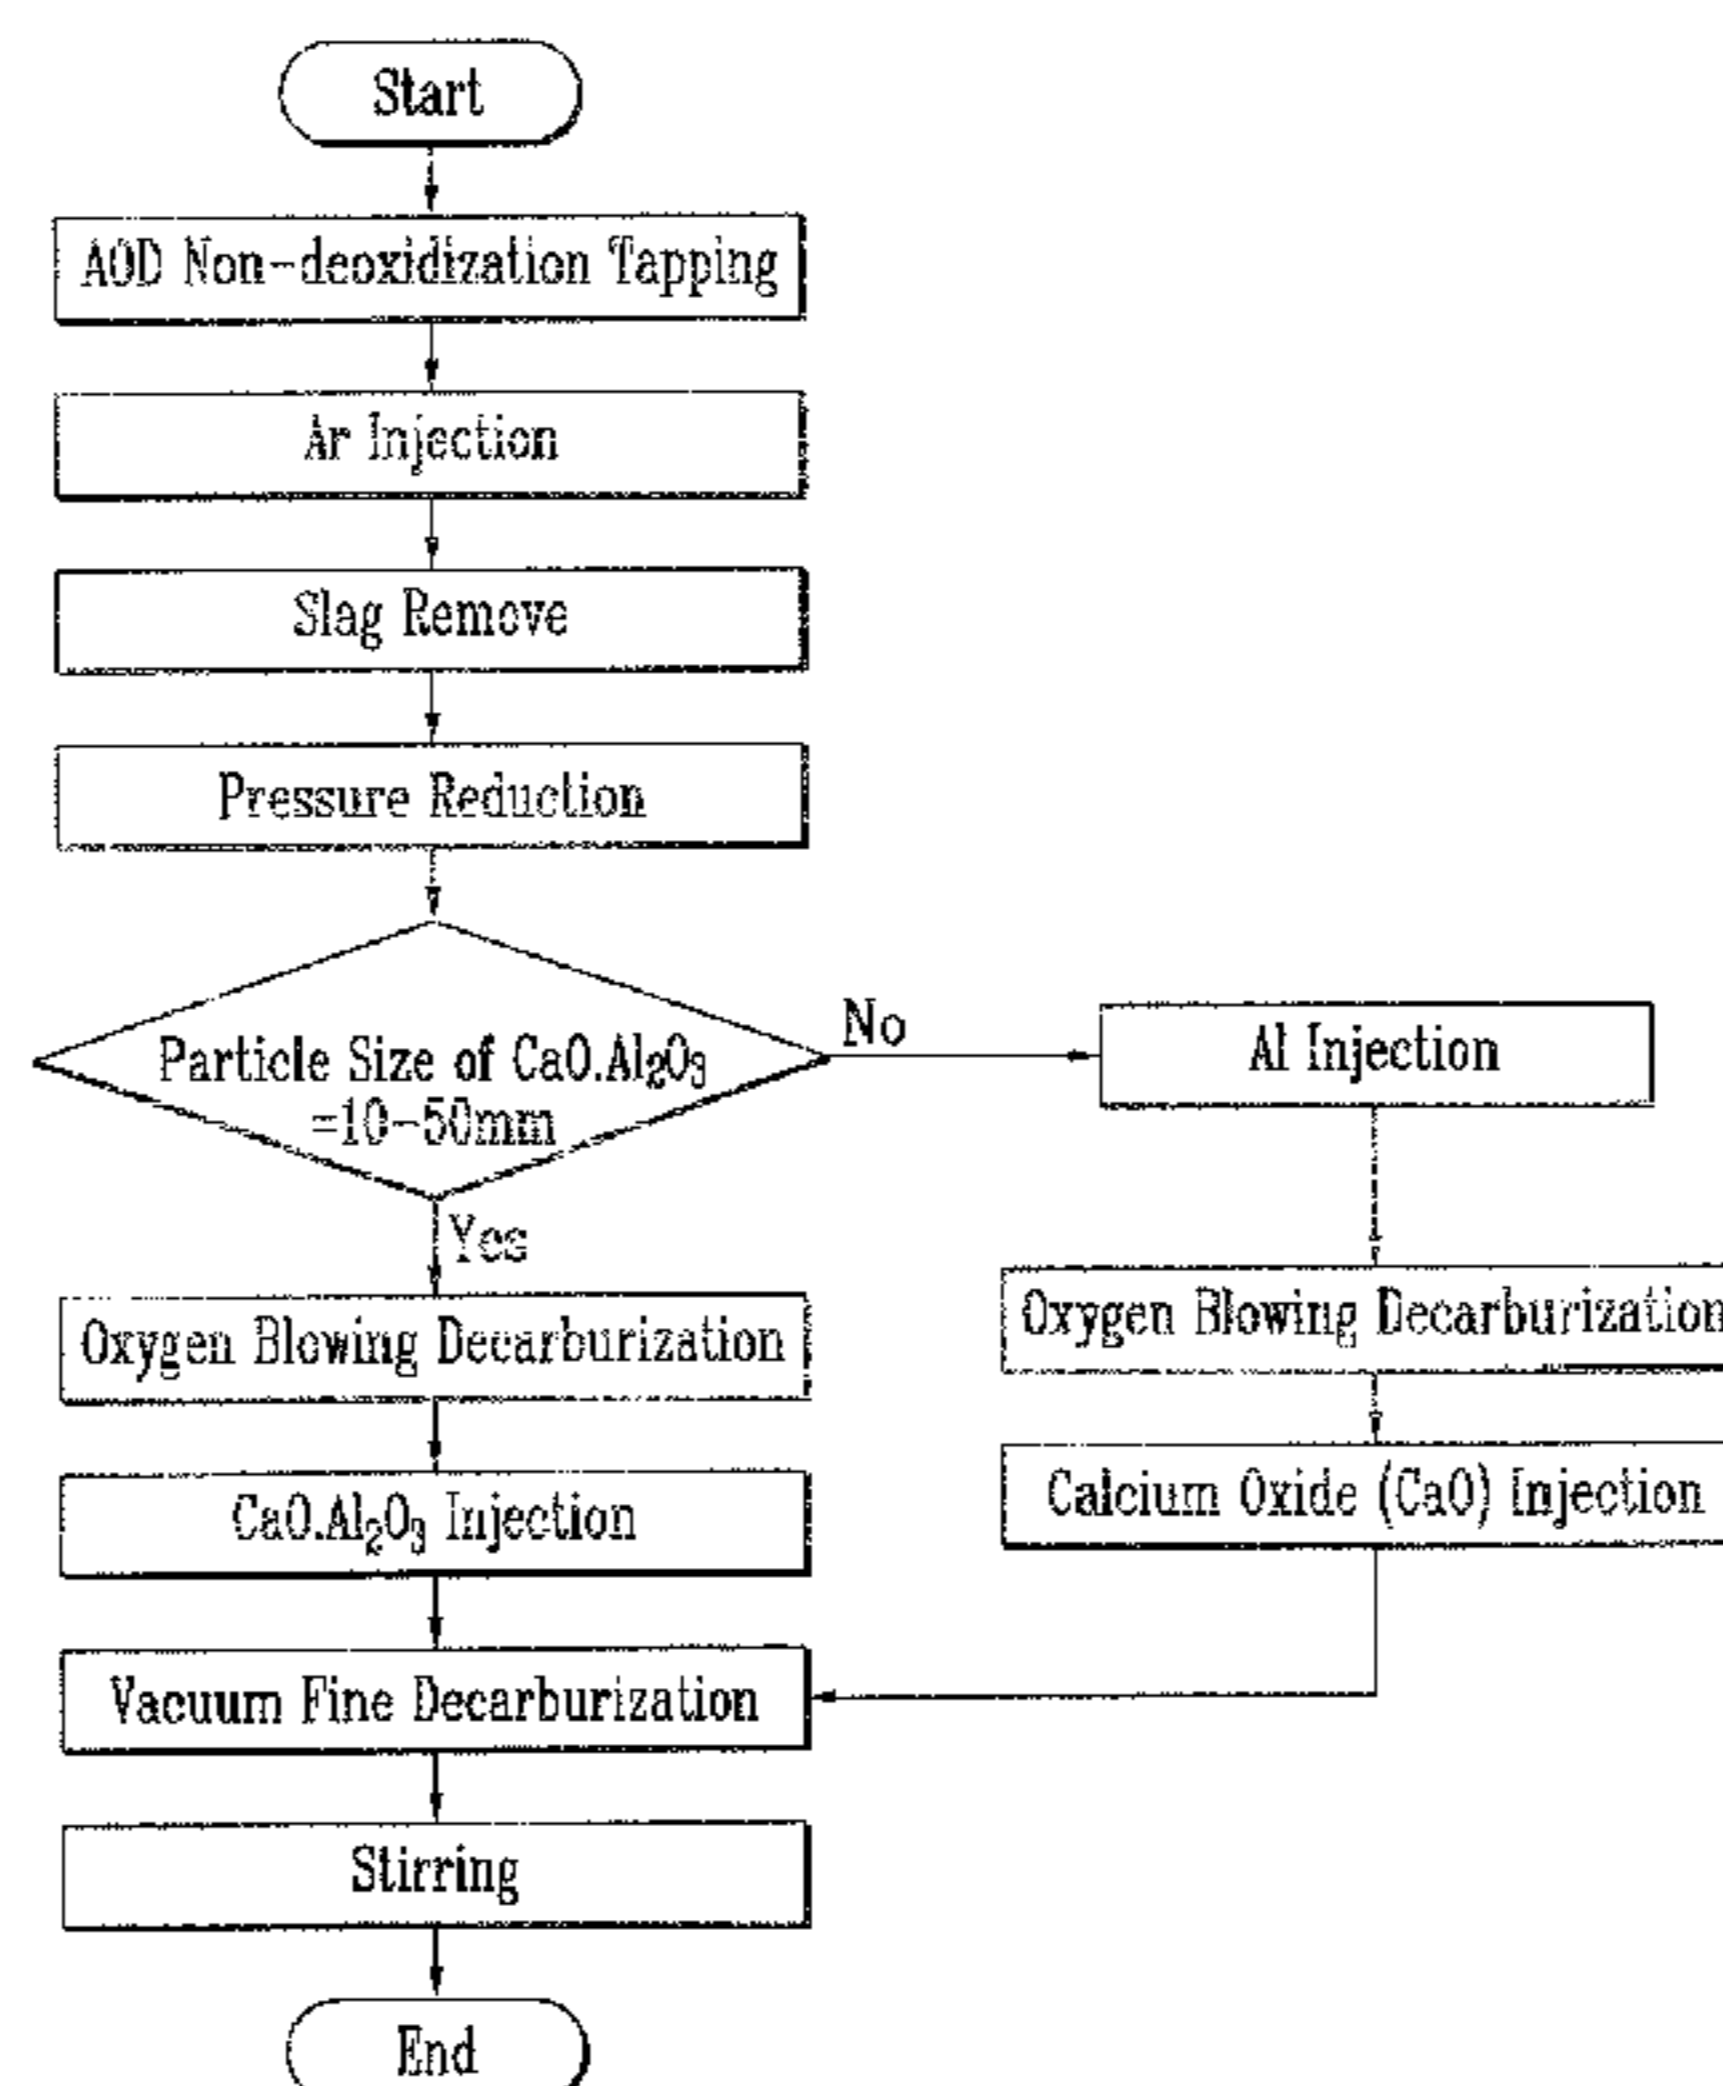 Start
AOD Non-deoxidization Tapping
Ar Injection
Slag Remove
Pressure Reduction
Particle Size of CaO.Al₂O₃
=10-50mm
No
Al Injection
Yes
Oxygen Blowing Decarburization
Oxygen Blowing Decarburization
CaO.Al₂O₃ Injection
Calcium Oxide (CaO) Injection
Vacuum Fine Decarburization
Stirring
End